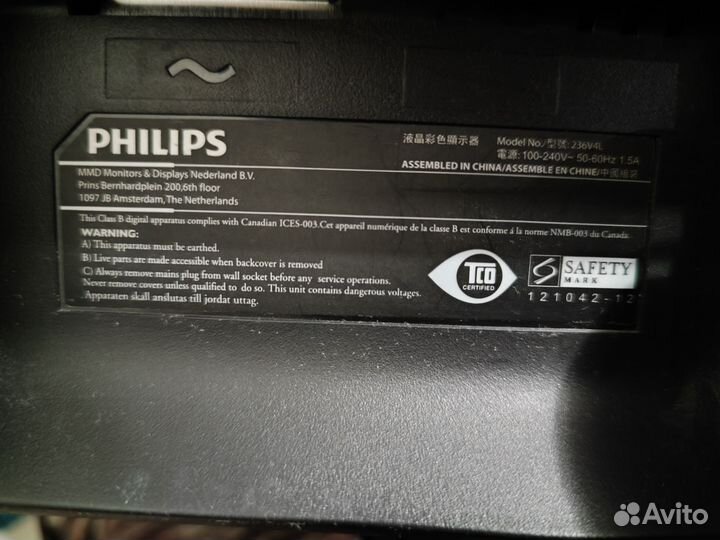 PHILIPS
MMD Monitors & Displays Nederland B.V.
Prins Bernhardplein 200,6th floor
1097 JB Amsterdam,The Netherlands
液晶彩色顯示器 Model No./型號: 236V4L
電源: 100-240V~ 50-60Hz 1.5A
ASSEMBLED IN CHINA/ASSEMBLE EN CHINE/中國組裝
This Class B digital apparatus complies with Canadian ICES-003.Cet appareil numérique de la classe B est conforme á la norme NMB-003 du Canada.
WARNING:
A) This apparatus must be earthed.
B) Live parts are made accessible when backcover is removed
C) Always remove mains plug from wall socket before any service operations.
Never remove covers unless qualified to do so. This unit contains dangerous voltages.
Apparaten skall anslutas till jordat uttag.
TCO
CERTIFIED
S SAFETY
MARK
121042-12
Avito